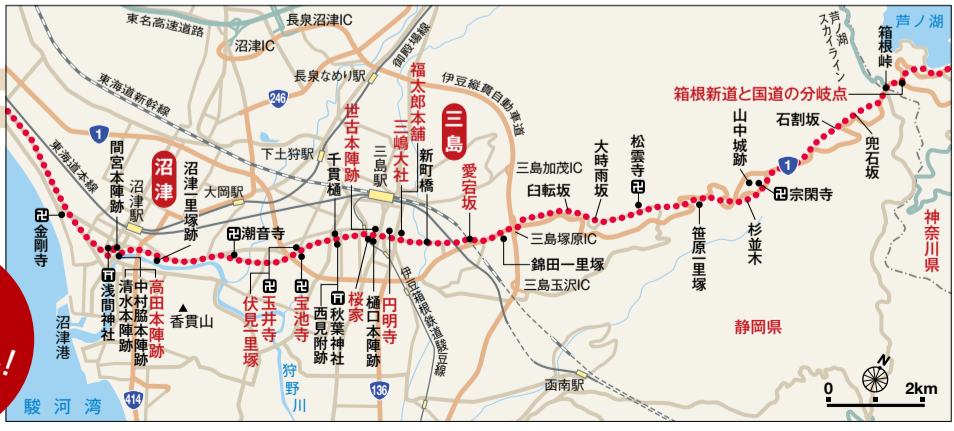 東名高速道路
長泉沼津IC
沼津IC
長泉なめり駅
御殿場線
246
東海道新幹線
1
東海道本線
間宮本陣跡
沼津駅
沼津
沼津一里塚跡
大岡駅
下土狩駅
千貫樋
世古本陣跡
三島駅
三嶋大社
福太郎本舗
新町橋
三島
伊豆縦貫自動車道
愛宕坂
三島加茂IC
臼転坂
大時雨坂
松雲寺
山中城跡
1
宗閑寺
石割坂
兜石坂
箱根新道と国道の分岐点
箱根峠
芦ノ湖スカイライン
芦ノ湖
神奈川県
金剛寺
浅間神社
清水本陣跡
中村脇本陣跡
高田本陣跡
香貫山
潮音寺
伏見一里塚
玉井寺
宝池寺
西見附跡
秋葉神社
桜家
樋口本陣跡
円明寺
伊豆箱根鉄道駿豆線
三島塚原IC
錦田一里塚
三島玉沢IC
笹原一里塚
杉並木
静岡県
沼津港
駿河湾
414
狩野川
136
函南駅
N
0
2km
!